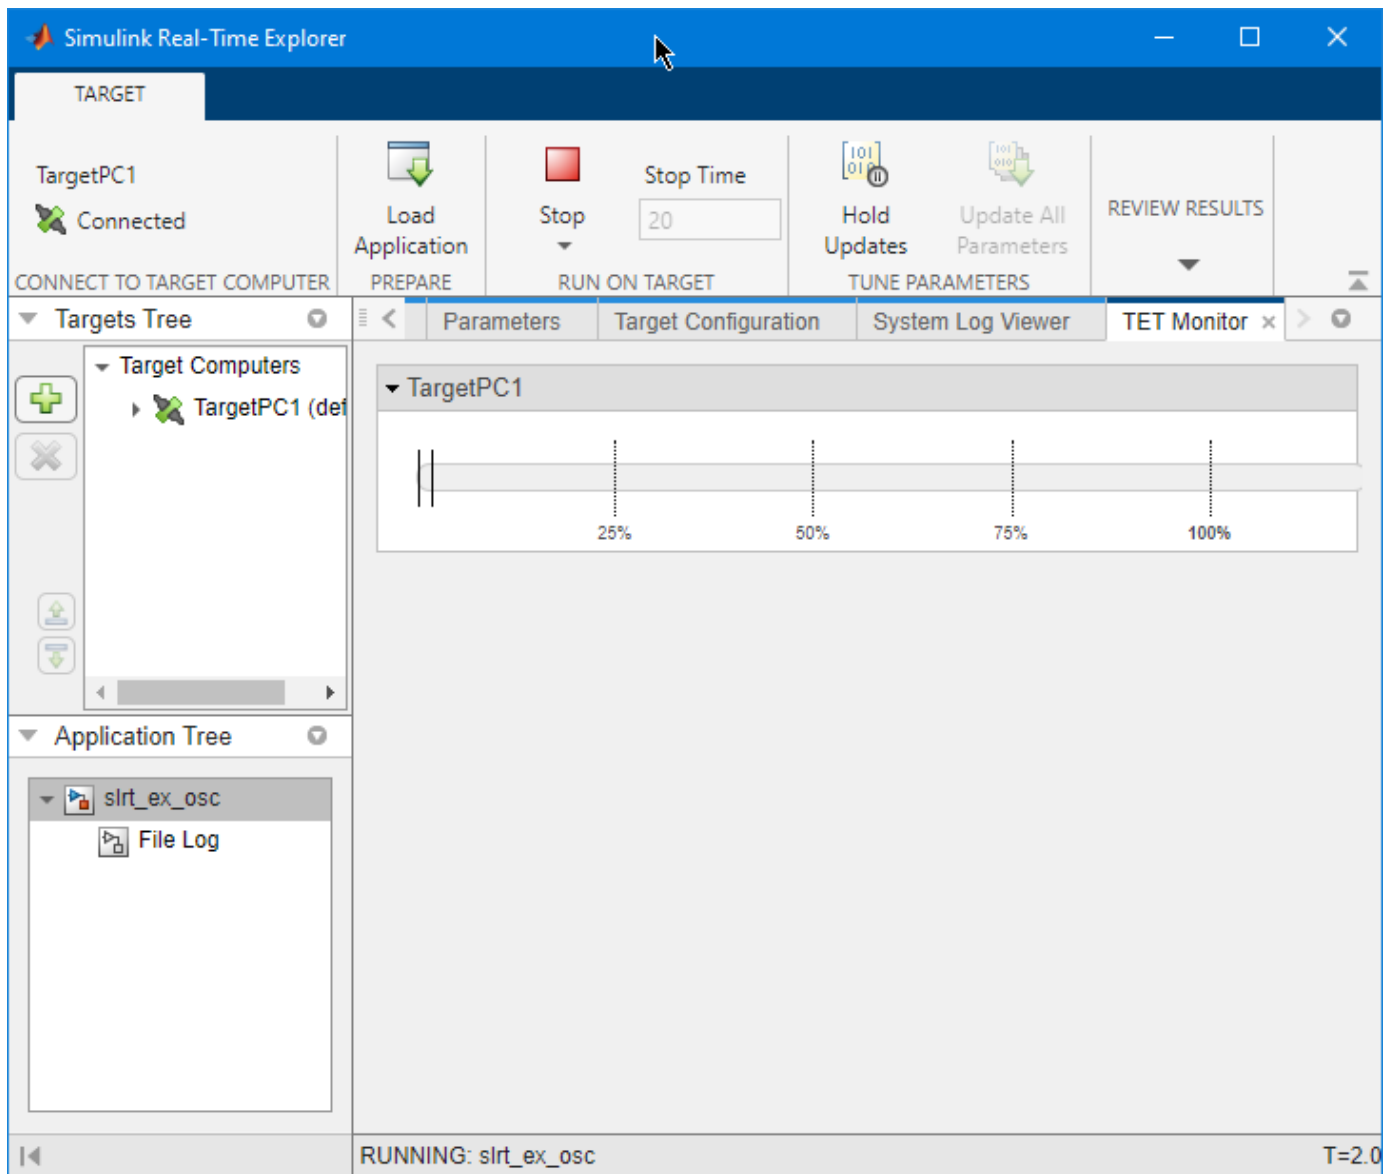 Simulink Real-Time Explorer
TARGET
TargetPC1
Connected
CONNECT TO TARGET COMPUTER
Load
Application
PREPARE
Stop
Stop Time
20
RUN ON TARGET
Hold
Updates
Update All
Parameters
TUNE PARAMETERS
REVIEW RESULTS
Targets Tree
Target Computers
TargetPC1 (def
Parameters
Target Configuration
System Log Viewer
TET Monitor
TargetPC1
25%
50%
75%
100%
Application Tree
slrt_ex_osc
File Log
RUNNING: slrt_ex_osc
T=2.0